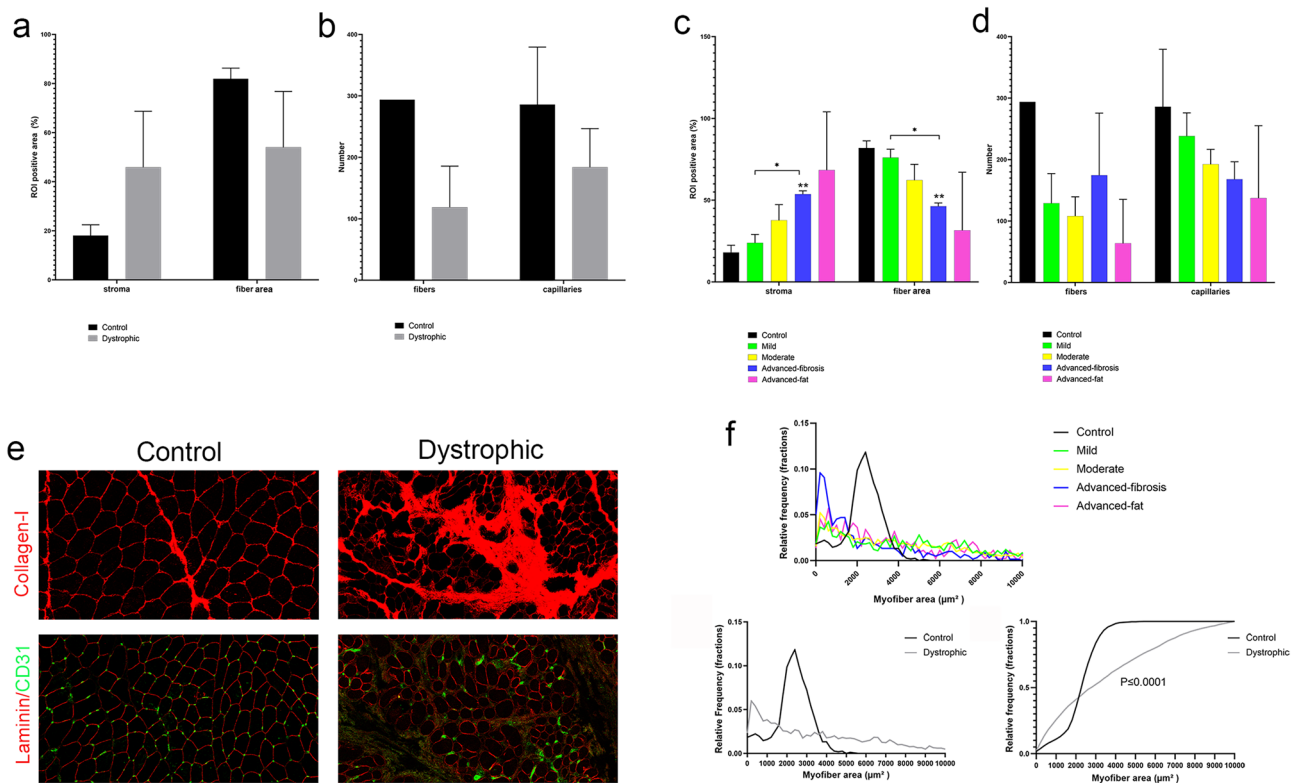 a
ROI positive area (%)
100
80
60
40
20
0
stroma
fiber area
Control
Dystrophic
b
Number
400
300
200
100
0
fibers
capillaries
Control
Dystrophic
c
ROI positive area (%)
150
100
50
0
*
**
*
**
stroma
fiber area
Control
Mild
Moderate
Advanced-fibrosis
Advanced-fat
d
Number
400
300
200
100
0
fibers
capillaries
Control
Mild
Moderate
Advanced-fibrosis
Advanced-fat
e
Control
Dystrophic
Collagen-I
Laminin/CD31
f
Relative frequency (fractions)
0.15
0.10
0.05
0.00
0 2000 4000 6000 8000 10000
Myofiber area (µm² )
Control
Mild
Moderate
Advanced-fibrosis
Advanced-fat
Relative Frequency (fractions)
0.15
0.10
0.05
0.00
0 1000 2000 3000 4000 5000 6000 7000 8000 9000 10000
Myofiber area (µm² )
Control
Dystrophic
Relative frequency (fractions)
1.0
0.5
0.0
0 1000 2000 3000 4000 5000 6000 7000 8000 9000 10000
Myofiber area (µm² )
Control
Dystrophic
P≤0.0001